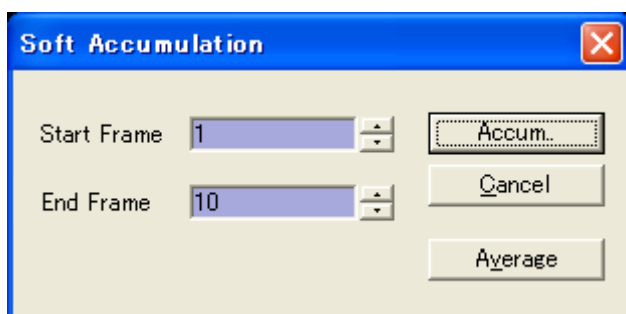 Soft Accumulation
Start Frame 1 Accum..
Cancel
End Frame 10
Average